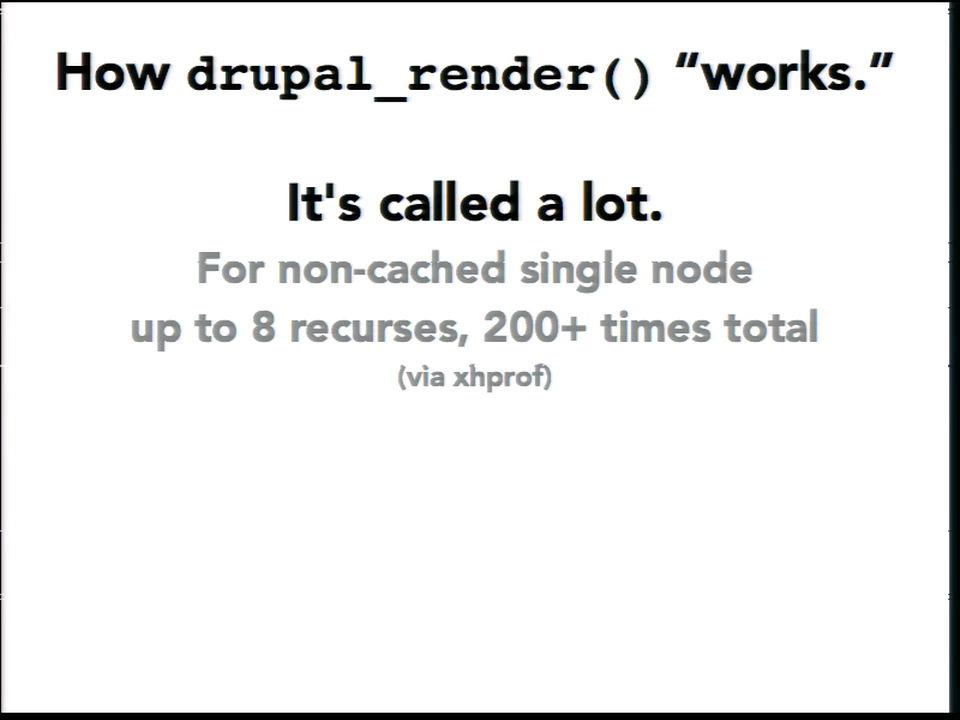 How drupal_render() “works.”
It's called a lot.
For non-cached single node
up to 8 recurses, 200+ times total
(via xhprof)